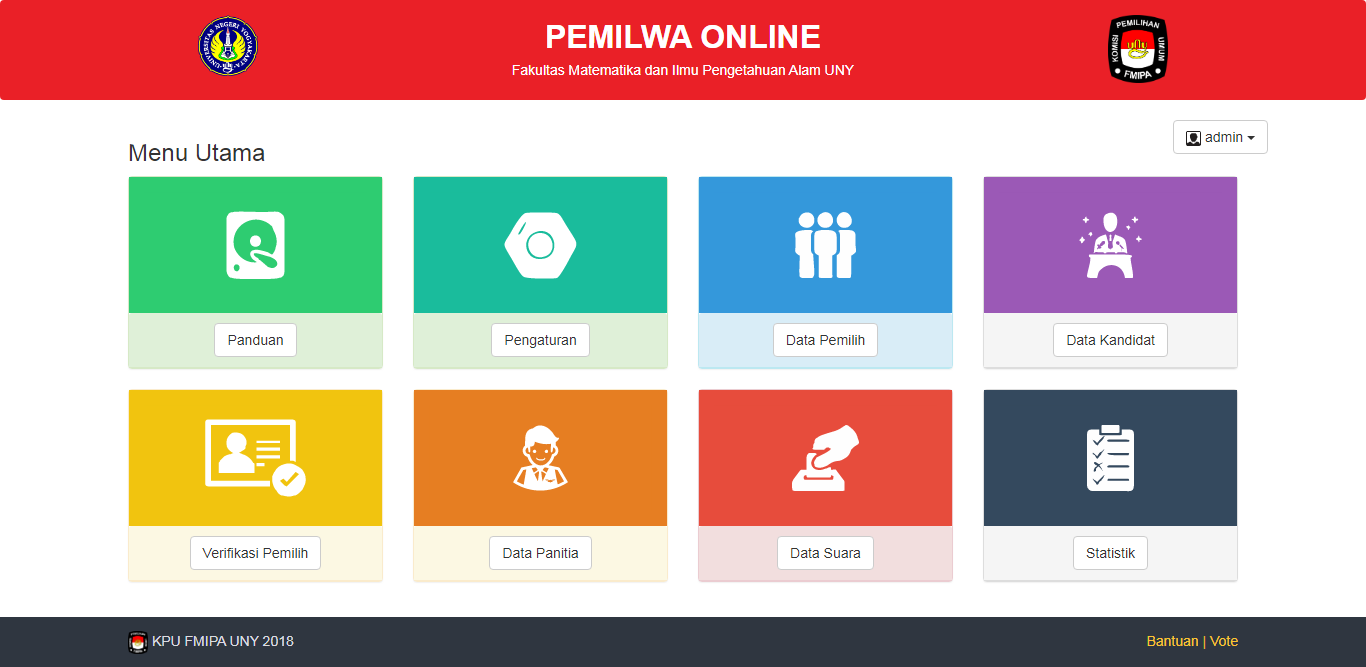 UNIVERSITAS NEGERI YOGYAKARTA
PEMILWA ONLINE
Fakultas Matematika dan Ilmu Pengetahuan Alam UNY
KOMISI PEMILIHAN UMUM
FMIPA
admin
Menu Utama
Panduan
Pengaturan
Data Pemilih
Data Kandidat
Verifikasi Pemilih
Data Panitia
Data Suara
Statistik
KPU FMIPA UNY 2018
Bantuan | Vote